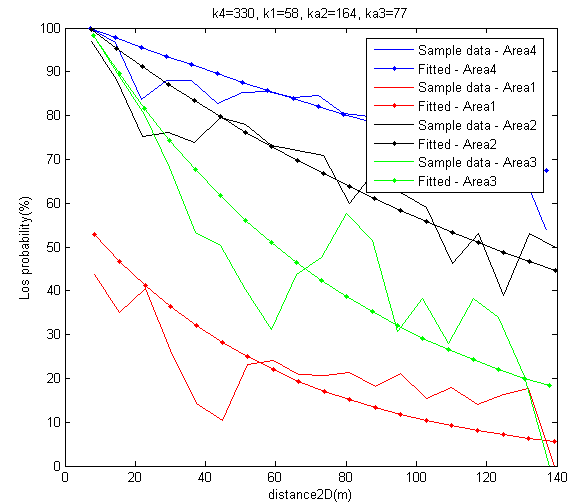 k4=330, k1=58, ka2=164, ka3=77
100
90
80
70
60
50
40
30
20
10
0
Los probability(%)
Sample data - Area4
Fitted - Area4
Sample data - Area1
Fitted - Area1
Sample data - Area2
Fitted - Area2
Sample data - Area3
Fitted - Area3
0 20 40 60 80 100 120 140
distance2D(m)